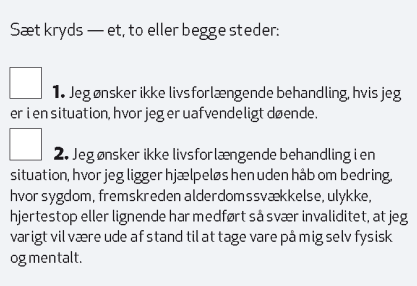 Sæt kryds — et, to eller begge steder:
1. Jeg ønsker ikke livsforlængende behandling, hvis jeg
er i en situation, hvor jeg er uafvendeligt døende.
2. Jeg ønsker ikke livsforlængende behandling i en
situation, hvor jeg ligger hjælpeløs hen uden håb om bedring,
hvor sygdom, fremskreden alderdomssvækkelse, ulykke,
hjertestop eller lignende har medført så svær invaliditet, at jeg
varigt vil være ude af stand til at tage vare på mig selv fysisk
og mentalt.